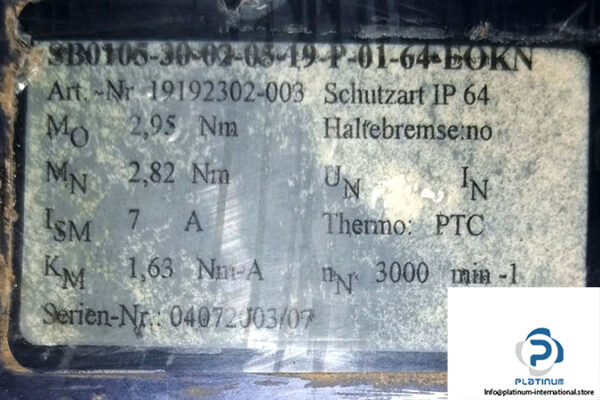 SB0105-30-02-05-19-P-01-64-EOKN
Art.-Nr 19192302-003 Schutzart IP 64
MO 2,95 Nm Haltebremse:no
MN 2,82 Nm UN IN
ISM 7 A Thermo: PTC
KM 1,63 Nm-A nN 3000 min -1
Serien-Nr.: 04072003/07
P
PLATINUM
Info@platinum-international.store